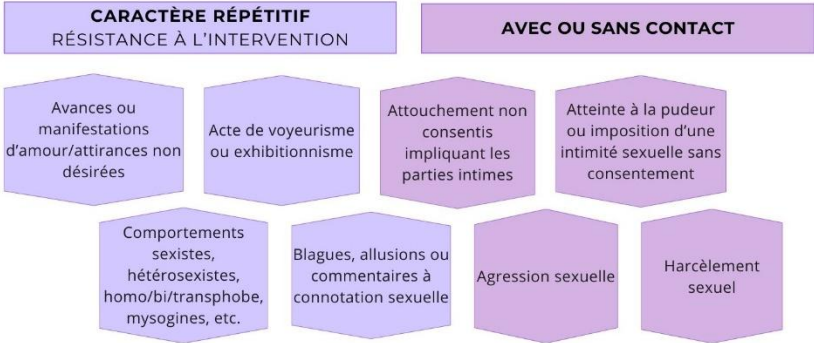 CARACTÈRE RÉPÉTITIF
RÉSISTANCE À L'INTERVENTION
AVEC OU SANS CONTACT
Avances ou
manifestations
d'amour/attirances non
désirées
Acte de voyeurisme
ou exhibitionnisme
Attouchement non
consentis
impliquant les
parties intimes
Atteinte à la pudeur
ou imposition d'une
intimité sexuelle sans
consentement
Comportements
sexistes,
hétérosexistes,
homo/bi/transphobe,
mysogines, etc.
Blagues, allusions ou
commentaires à
connotation sexuelle
Agression sexuelle
Harcèlement
sexuel